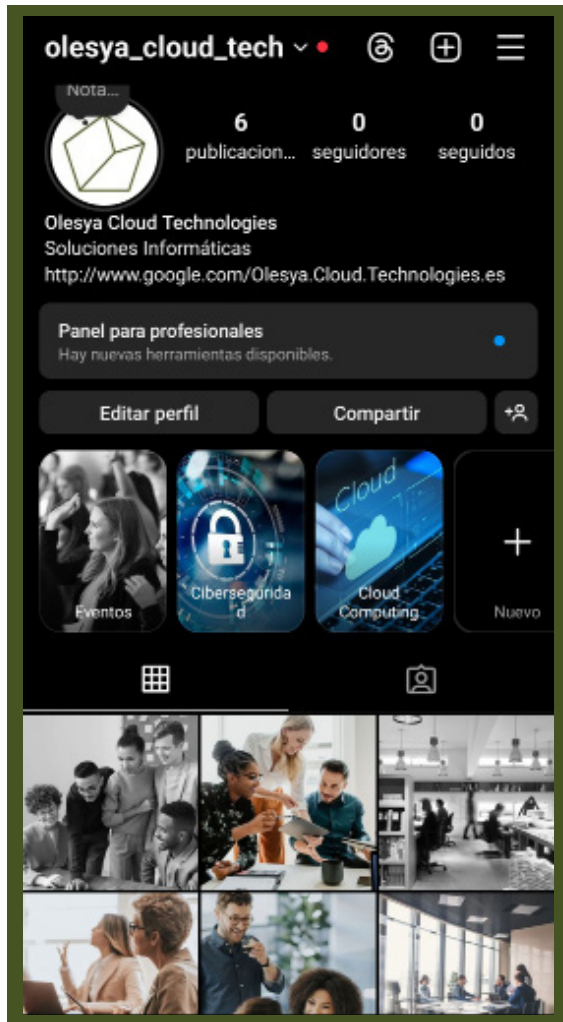 olesya_cloud_tech
Nota...
6 0 0
publicacion... seguidores seguidos
Olesya Cloud Technologies
Soluciones Informáticas
http://www.google.com/Olesya.Cloud.Technologies.es
Panel para profesionales
Hay nuevas herramientas disponibles.
Editar perfil Compartir
Cloud
Eventos
Cibersegurida
d
Cloud
Computing
Nuevo